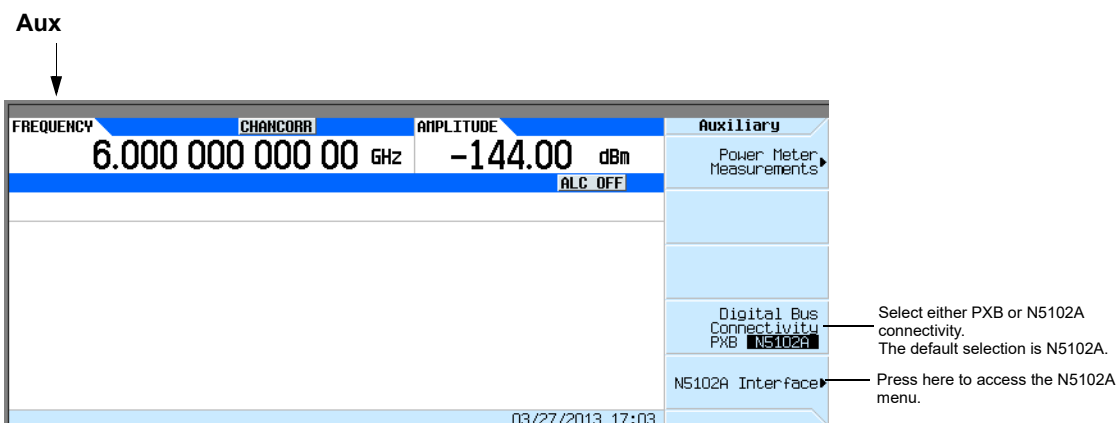 Aux
FREQUENCY
CHANCORR
AMPLITUDE
Auxiliary
6.000 000 000 00 GHz
-144.00 dBm
Power Meter
Measurements
ALC OFF
Digital Bus
Connectivity
PXB N5102A
Select either PXB or N5102A
connectivity.
The default selection is N5102A.
N5102A Interface
Press here to access the N5102A
menu.
03/27/2013 17:03